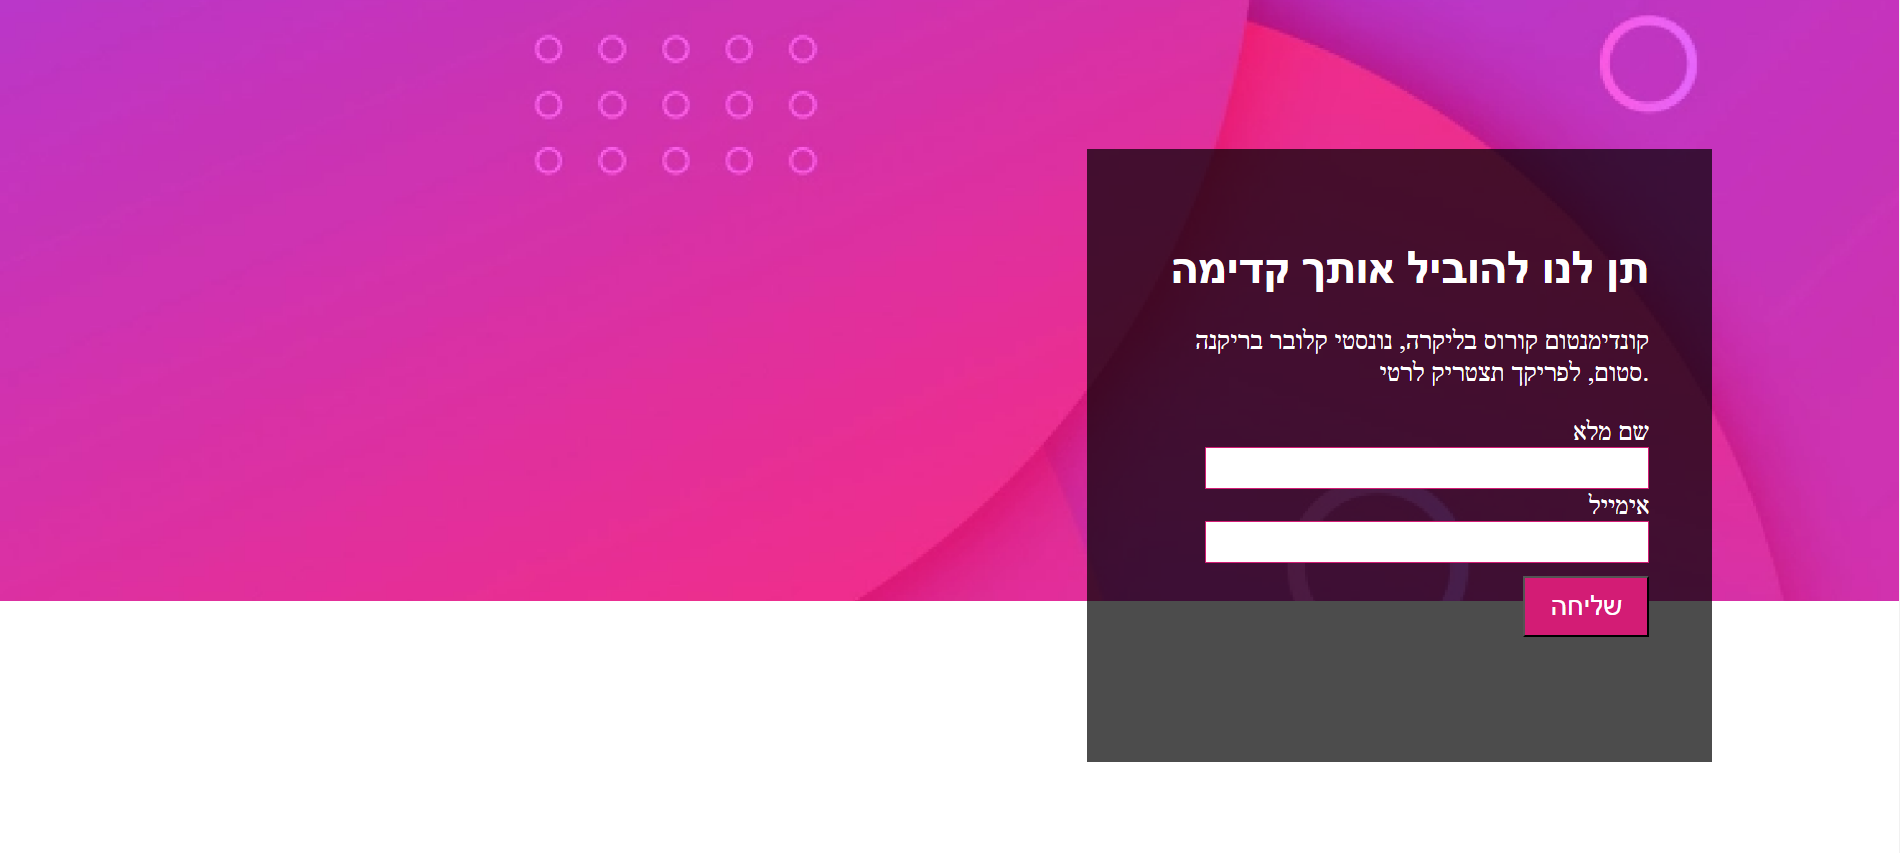 תן לנו להוביל אותך קדימה
קונדימנטום קורוס בליקרה, נונסטי קלובר בריקנה
סטום, לפריקך תצטריק לרטי.
שם מלא
אימייל
שליחה